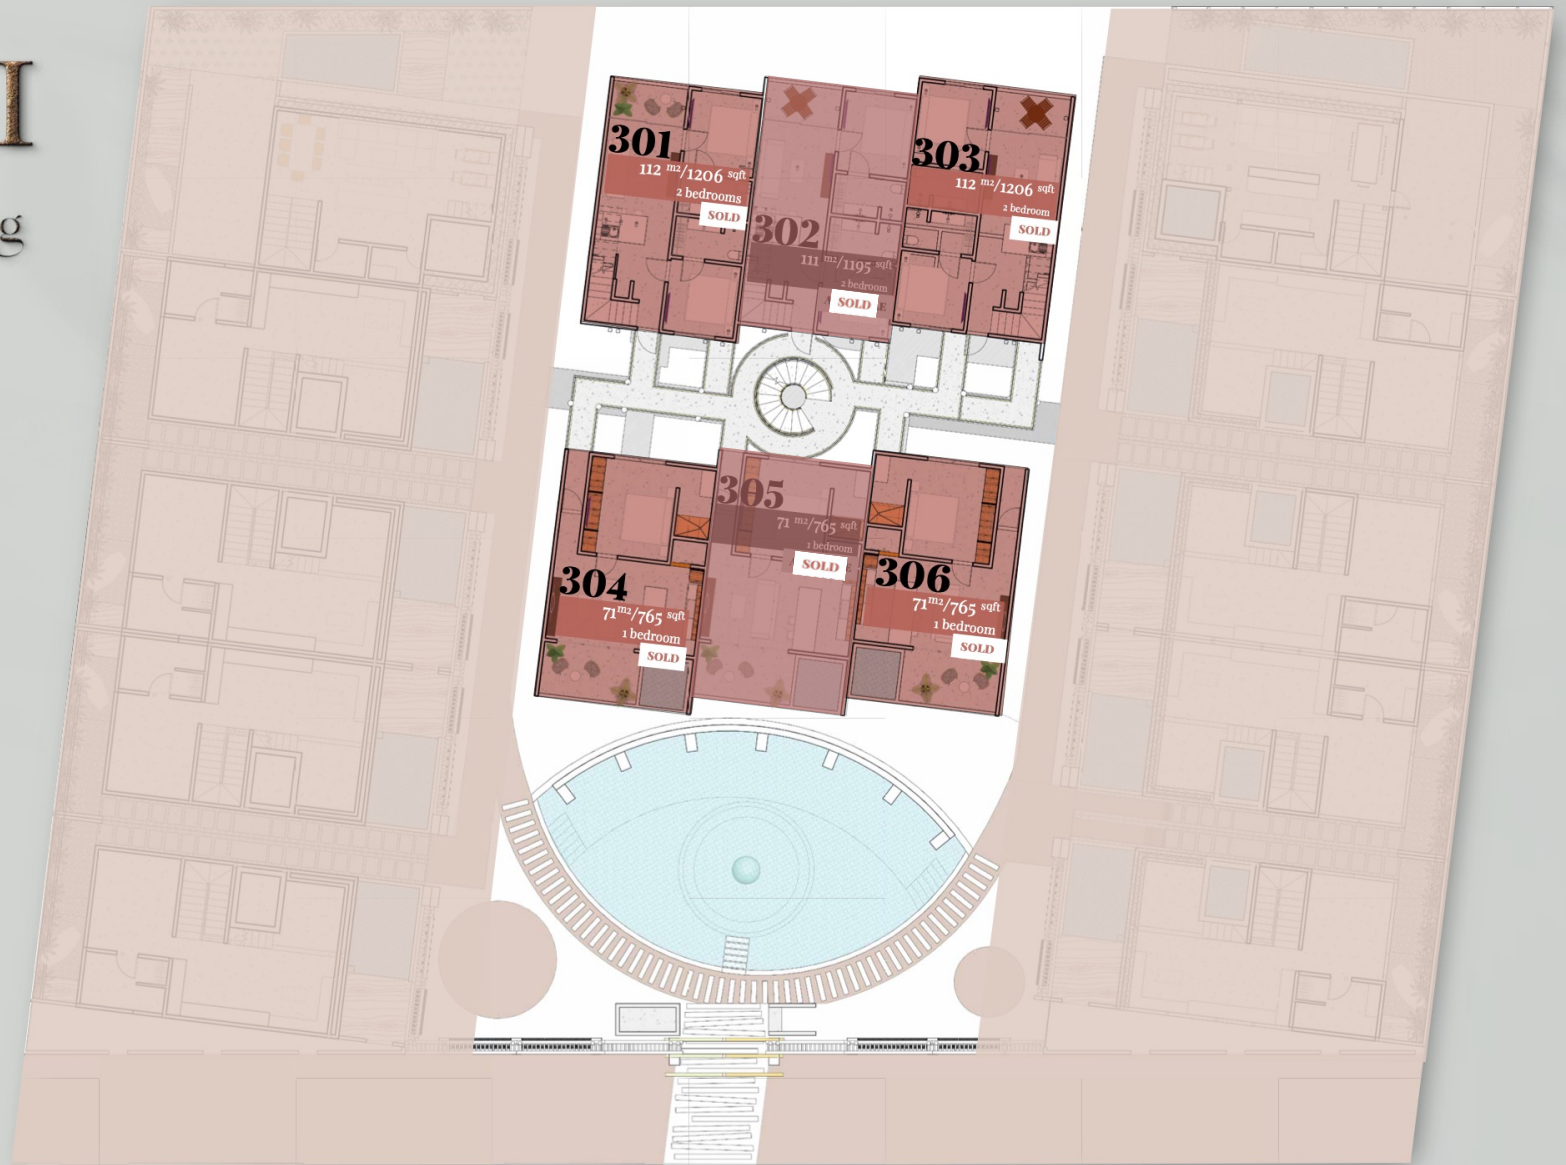 I
g
301
112 m2/1206 sqft
2 bedrooms
SOLD
302
111 m2/1195 sqft
2 bedroom
SOLD
303
112 m2/1206 sqft
2 bedroom
SOLD
304
71m2/765 sqft
1 bedroom
SOLD
305
71 m2/765 sqft
1 bedroom
SOLD
306
71m2/765 sqft
1 bedroom
SOLD